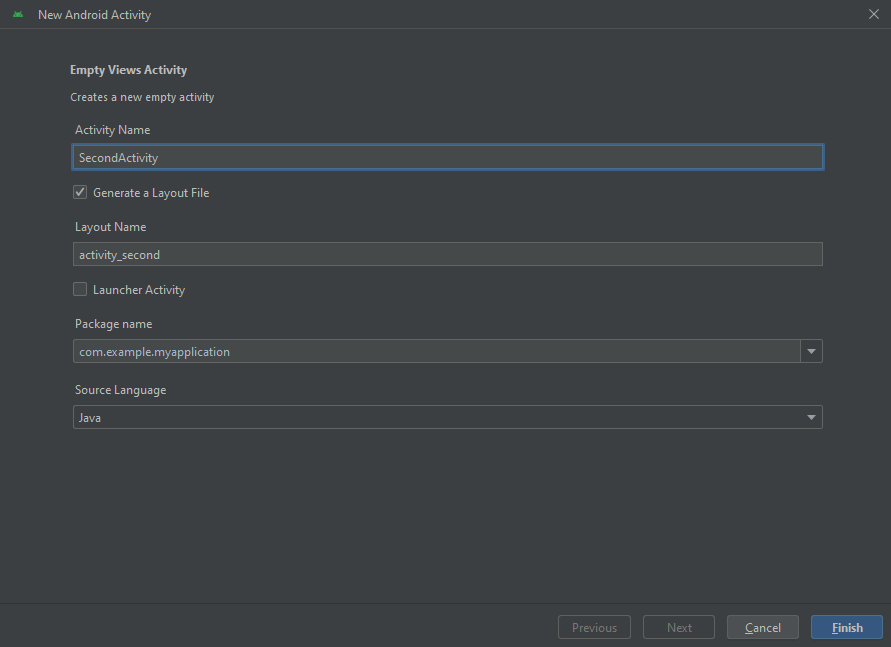 New Android Activity
Empty Views Activity
Creates a new empty activity
Activity Name
SecondActivity
Generate a Layout File
Layout Name
activity_second
Launcher Activity
Package name
com.example.myapplication
Source Language
Java
Previous Next Cancel Finish